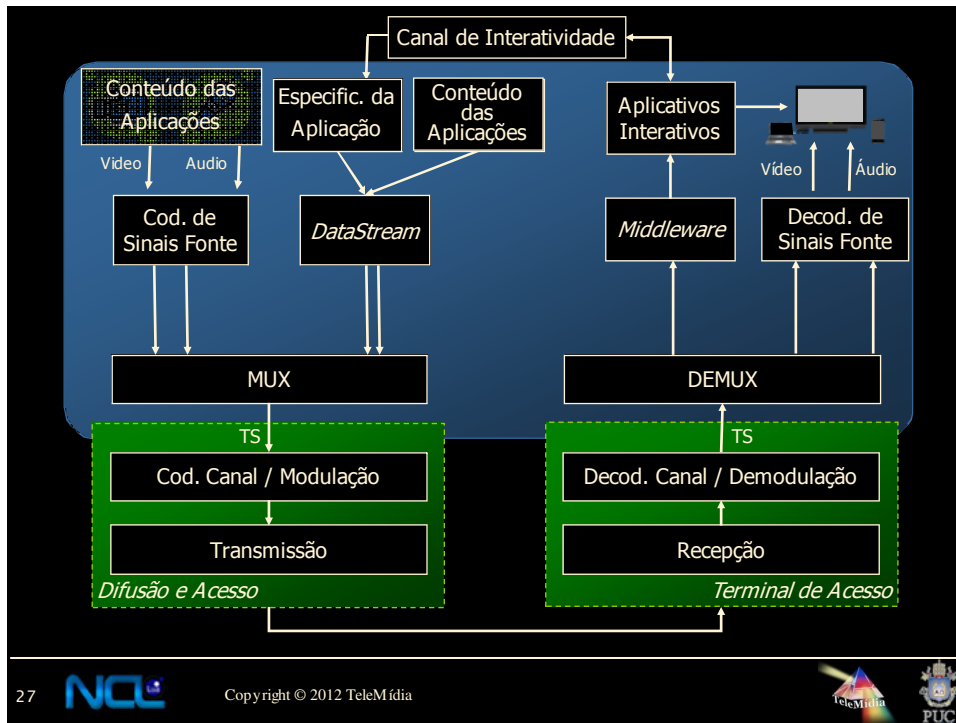 Canal de Interatividade
Conteúdo das
Aplicações
Especific. da
Aplicação
Conteúdo
das
Aplicações
Aplicativos
Interativos
Video
Audio
Vídeo
Áudio
Cod. de
Sinais Fonte
DataStream
Middleware
Decod. de
Sinais Fonte
MUX
DEMUX
TS
TS
Cod. Canal / Modulação
Decod. Canal / Demodulação
Transmissão
Recepção
Difusão e Acesso
Terminal de Acesso
27
NCL
Copyright © 2012 TeleMídia
TeleMídia
PUC